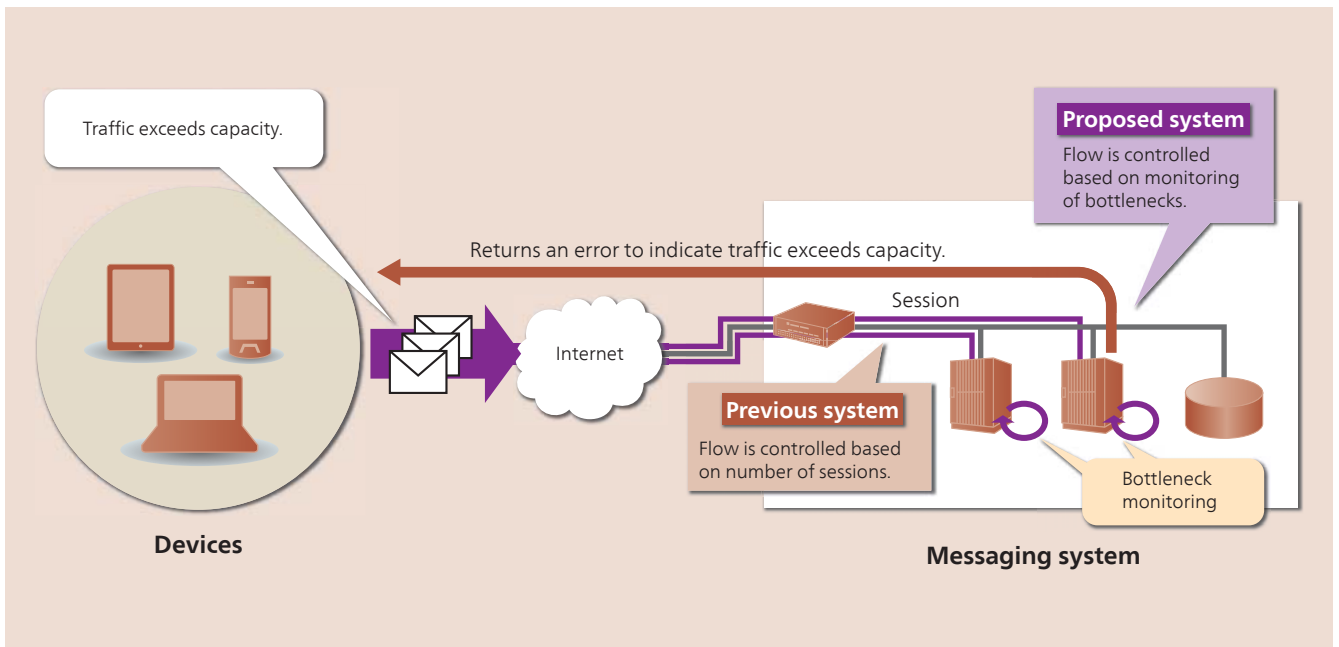 Traffic exceeds capacity.
Proposed system
Flow is controlled
based on monitoring
of bottlenecks.
Returns an error to indicate traffic exceeds capacity.
Session
Internet
Previous system
Flow is controlled based
on number of sessions.
Bottleneck
monitoring
Devices
Messaging system